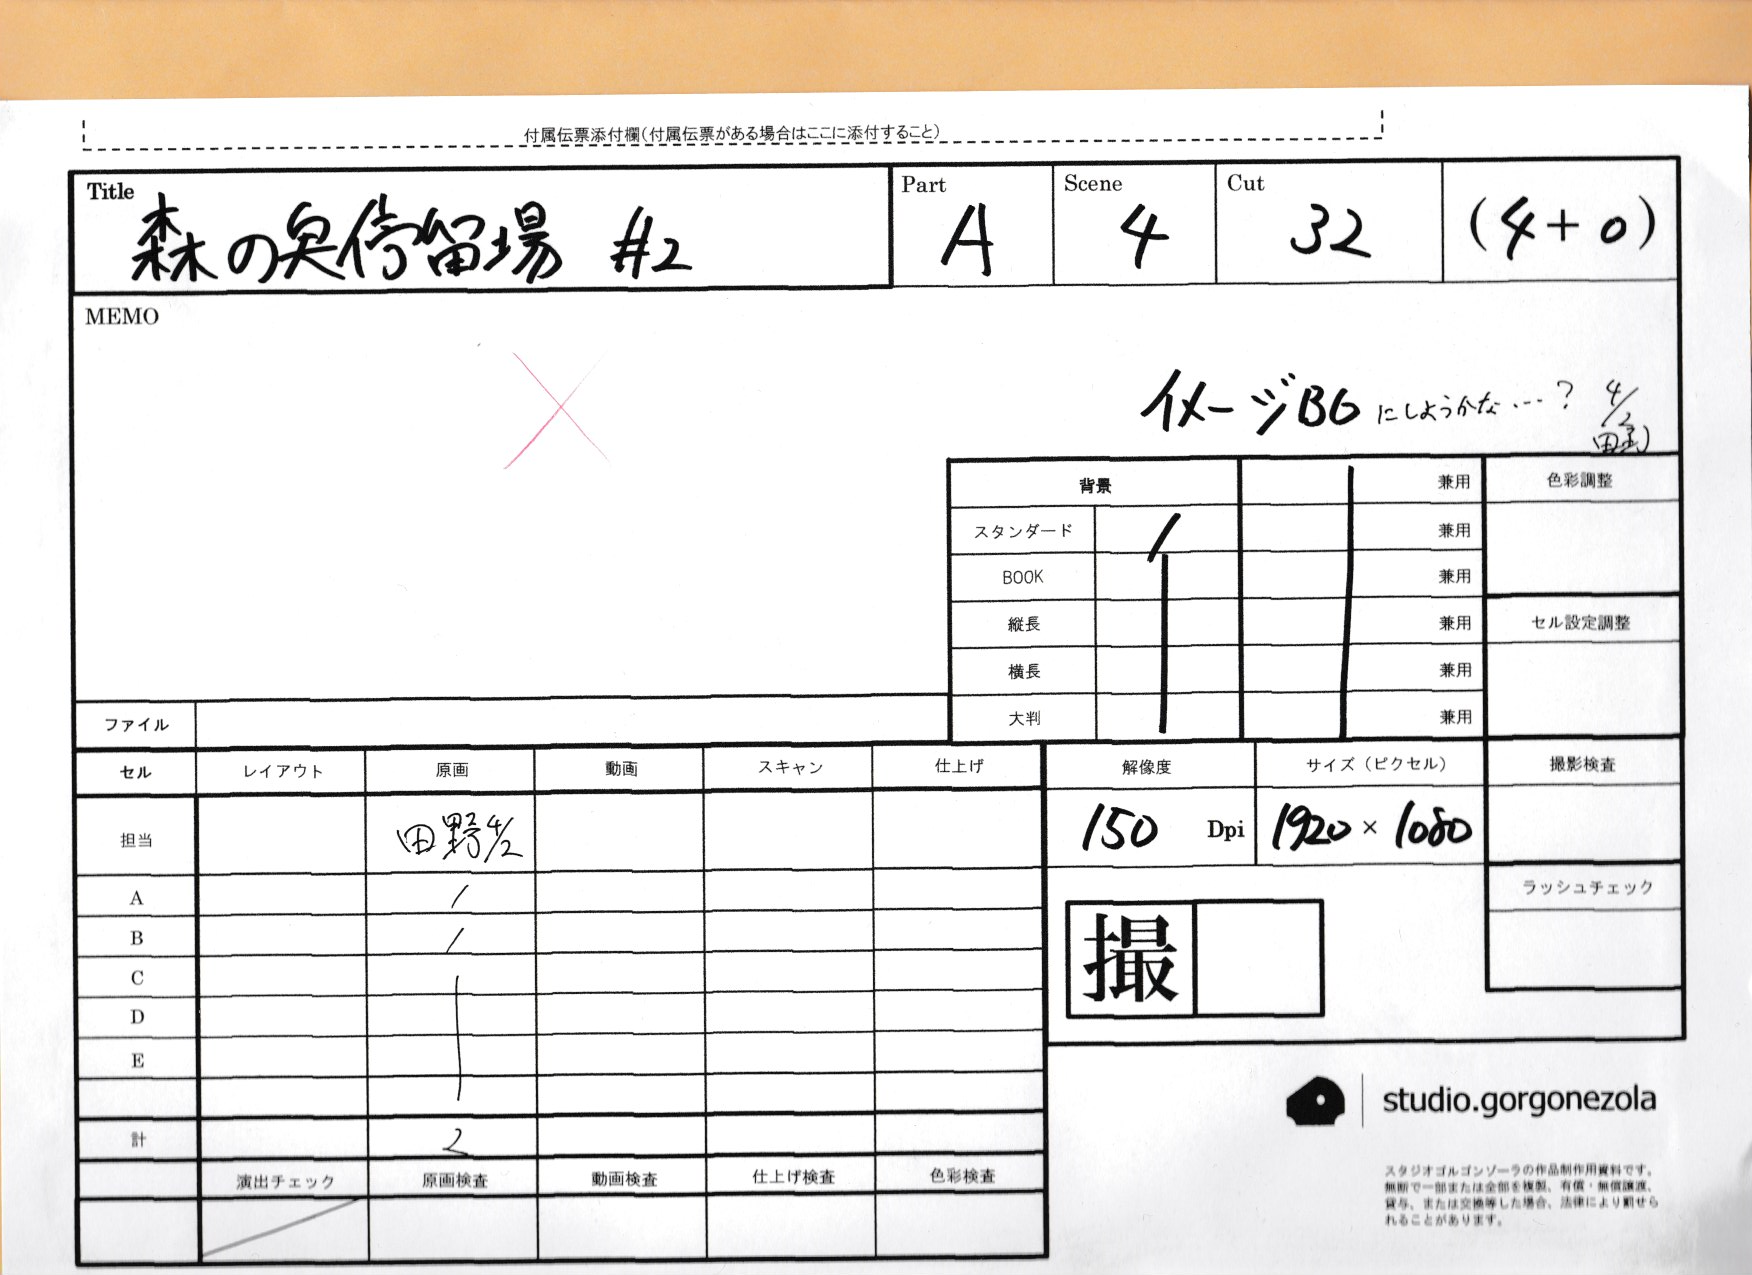 付属伝票添付欄(付属伝票がある場合はここに添付すること)
Title Part Scene Cut
森の奥停留場 #2 A 4 32 (4+0)
MEMO
イメージBGにしようかな…? 4/2
田野
背景 兼用 色彩調整
スタンダード / 兼用
BOOK 兼用
縦長 兼用 セル設定調整
横長 兼用
大判 兼用
ファイル
セル レイアウト 原画 動画 スキャン 仕上げ 解像度 サイズ(ピクセル) 撮影検査
担当 田野4/2 150 Dpi 1920 × 1080
ラッシュチェック
A /
B /
C
D
E
撮
計 2
演出チェック 原画検査 動画検査 仕上げ検査 色彩検査
studio.gorgonezola
スタジオゴルゴンゾーラの作品制作用資料です。
無断で一部または全部を複製、有償・無償譲渡、
貸与、または交換等した場合、法律により罰せら
れることがあります。